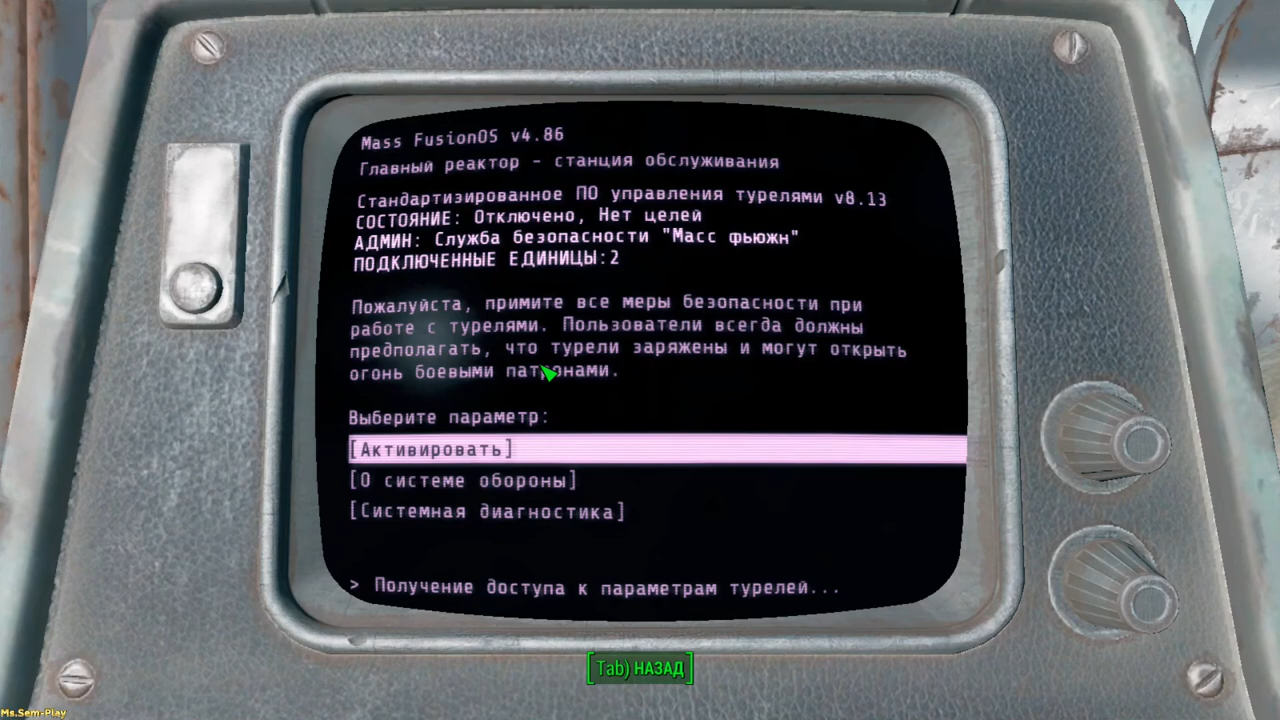 Mass FusionOS v4.86
Главный реактор - станция обслуживания
Стандартизированное ПО управления турелями v8.13
СОСТОЯНИЕ: Отключено, Нет целей
АДМИН: Служба безопасности "Масс фьюжн"
ПОДКЛЮЧЕННЫЕ ЕДИНИЦЫ:2
Пожалуйста, примите все меры безопасности при
работе с турелями. Пользователи всегда должны
предполагать, что турели заряжены и могут открыть
огонь боевыми патронами.
Выберите параметр:
[Активировать]
[О системе обороны]
[Системная диагностика]
> Получение доступа к параметрам турелей...
[Tab) НАЗАД]
Ms.Sem-Play